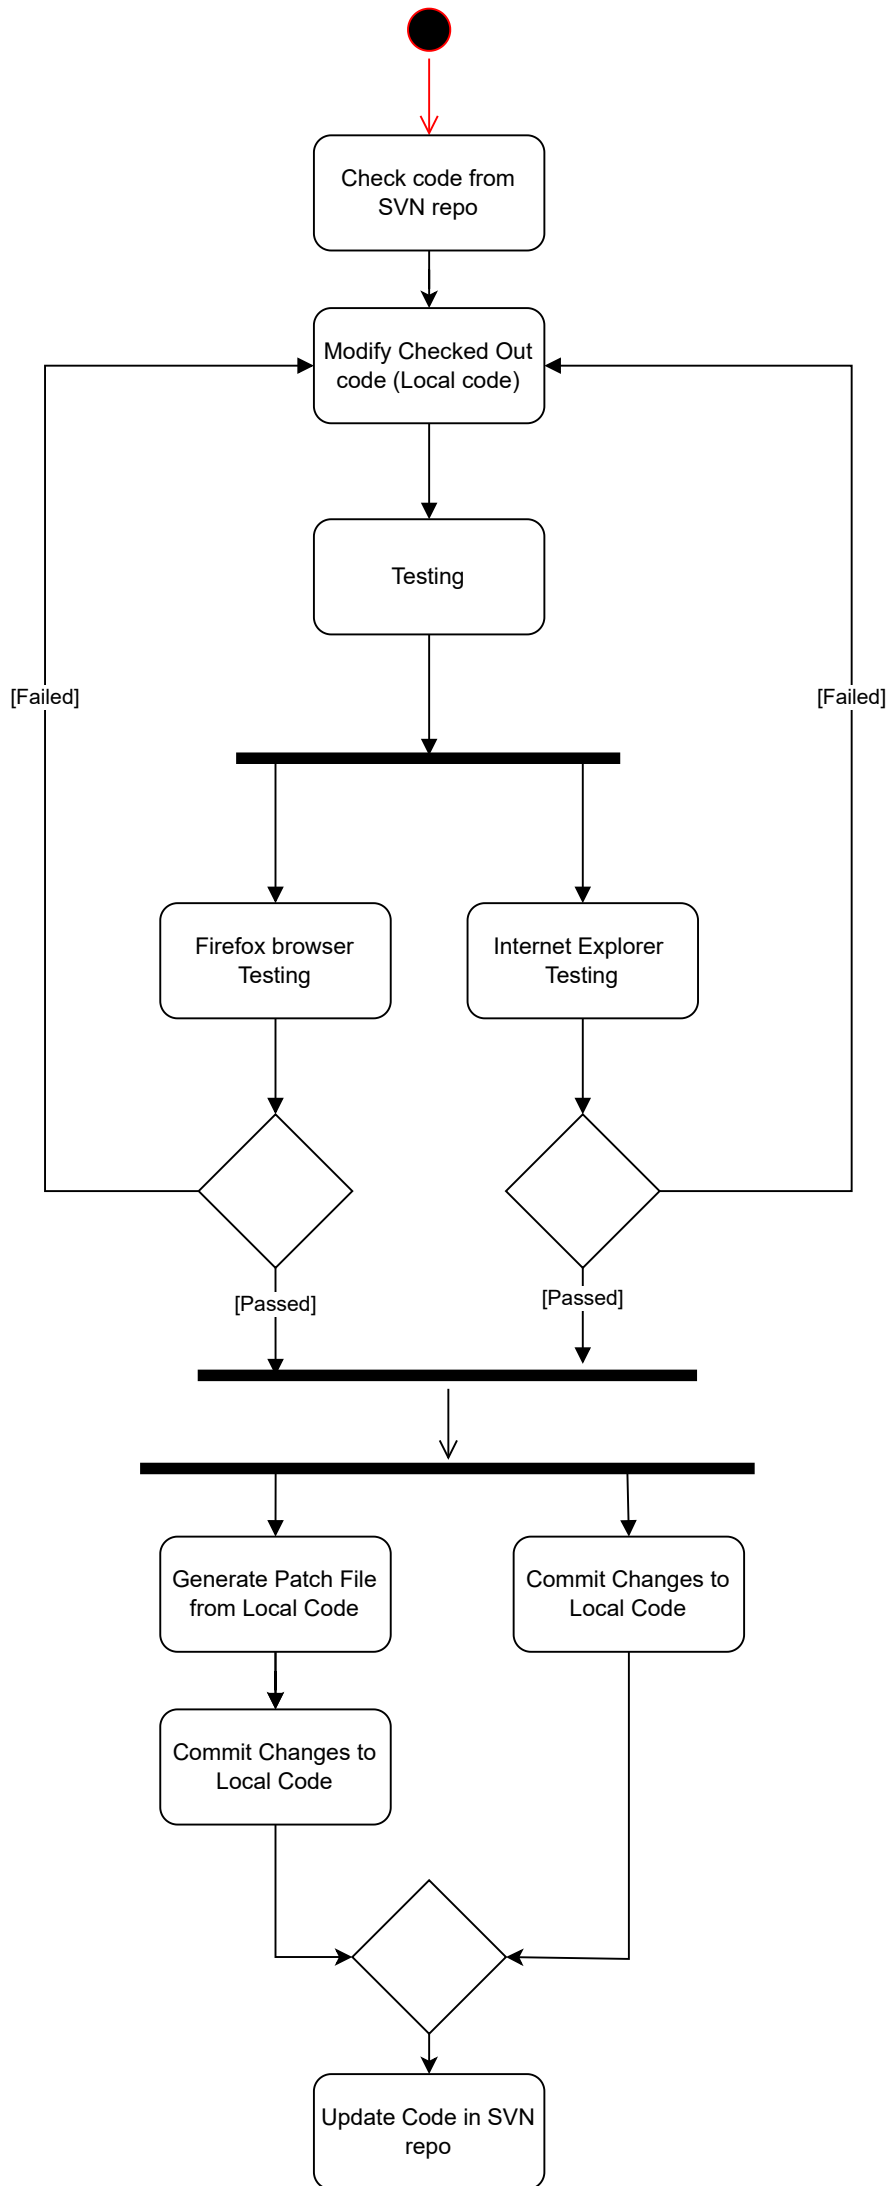 Check code from
SVN repo
Modify Checked Out
code (Local code)
Testing
[Failed]
[Failed]
Firefox browser
Testing
Internet Explorer
Testing
[Passed]
[Passed]
Generate Patch File
from Local Code
Commit Changes to
Local Code
Commit Changes to
Local Code
Update Code in SVN
repo